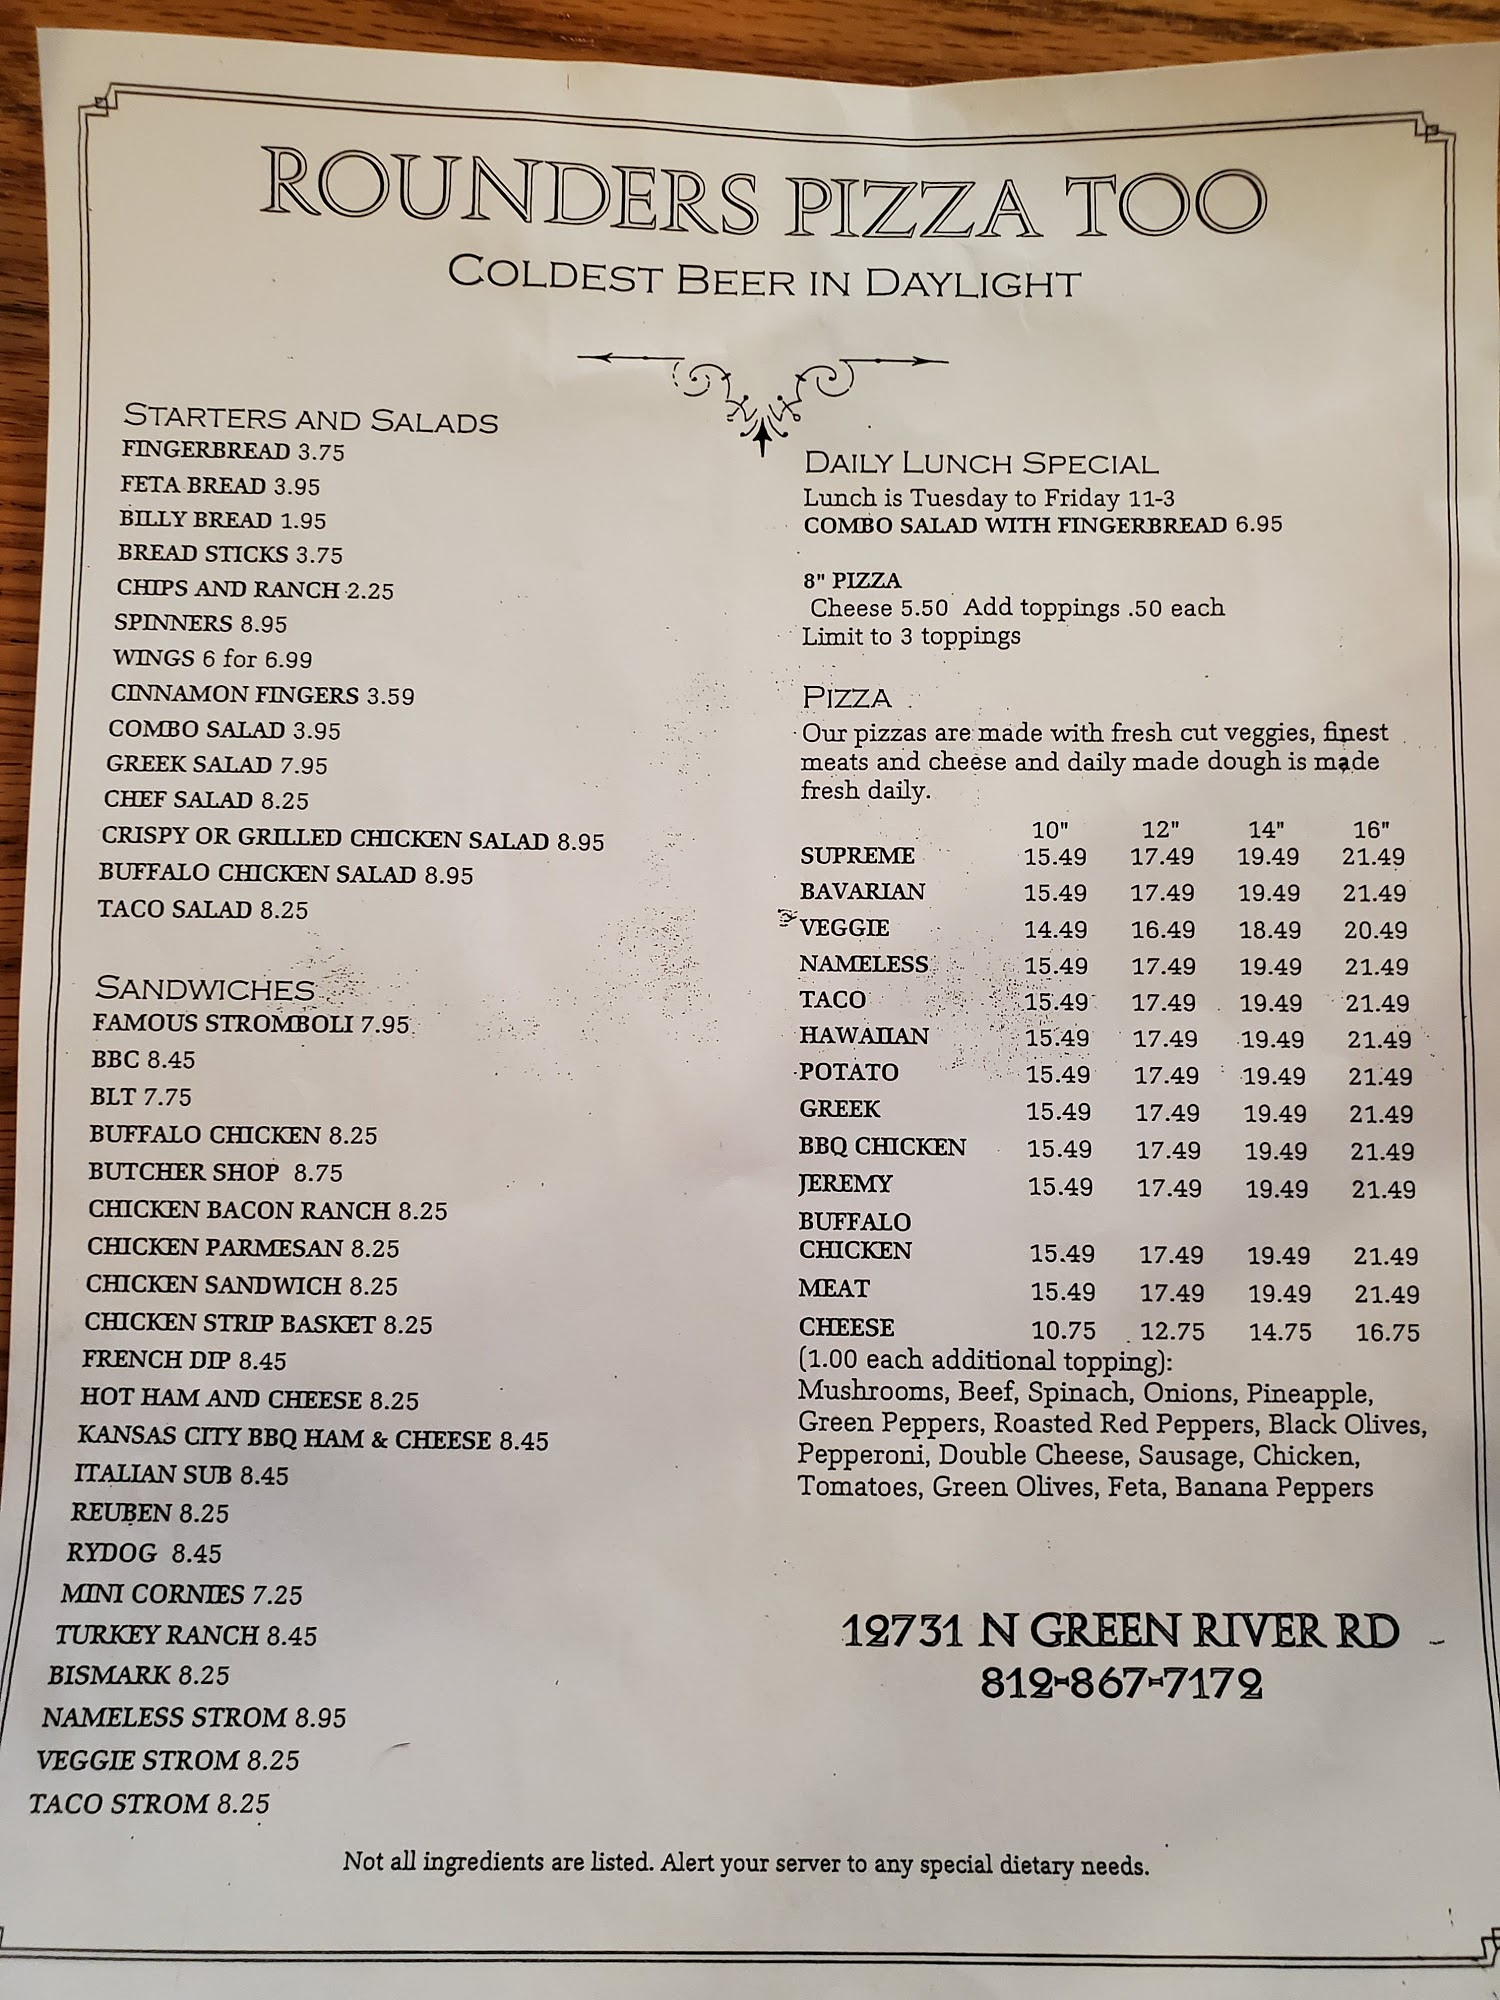 ROUNDERS PIZZA TOO
COLDEST BEER IN DAYLIGHT
STARTERS AND SALADS
FINGERBREAD 3.75
FETA BREAD 3.95
BILLY BREAD 1.95
BREAD STICKS 3.75
CHIPS AND RANCH 2.25
SPINNERS 8.95
WINGS 6 for 6.99
CINNAMON FINGERS 3.59
COMBO SALAD 3.95
GREEK SALAD 7.95
CHEF SALAD 8.25
CRISPY OR GRILLED CHICKEN SALAD 8.95
BUFFALO CHICKEN SALAD 8.95
TACO SALAD 8.25
SANDWICHES
FAMOUS STROMBOLI 7.95
BBC 8.45
BLT 7.75
BUFFALO CHICKEN 8.25
BUTCHER SHOP 8.75
CHICKEN BACON RANCH 8.25
CHICKEN PARMESAN 8.25
CHICKEN SANDWICH 8.25
CHICKEN STRIP BASKET 8.25
FRENCH DIP 8.45
HOT HAM AND CHEESE 8.25
KANSAS CITY BBQ HAM & CHEESE 8.45
ITALIAN SUB 8.45
REUBEN 8.25
RYDOG 8.45
MINI CORNIES 7.25
TURKEY RANCH 8.45
BISMARK 8.25
NAMELESS STROM 8.95
VEGGIE STROM 8.25
TACO STROM 8.25
DAILY LUNCH SPECIAL
Lunch is Tuesday to Friday 11-3
COMBO SALAD WITH FINGERBREAD 6.95
8" PIZZA
Cheese 5.50 Add toppings .50 each
Limit to 3 toppings
PIZZA
Our pizzas are made with fresh cut veggies, finest
meats and cheese and daily made dough is made
fresh daily.
10" 12" 14" 16"
SUPREME 15.49 17.49 19.49 21.49
BAVARIAN 15.49 17.49 19.49 21.49
VEGGIE 14.49 16.49 18.49 20.49
NAMELESS 15.49 17.49 19.49 21.49
TACO 15.49 17.49 19.49 21.49
HAWAIIAN 15.49 17.49 19.49 21.49
POTATO 15.49 17.49 19.49 21.49
GREEK 15.49 17.49 19.49 21.49
BBQ CHICKEN 15.49 17.49 19.49 21.49
JEREMY 15.49 17.49 19.49 21.49
BUFFALO
CHICKEN 15.49 17.49 19.49 21.49
MEAT 15.49 17.49 19.49 21.49
CHEESE 10.75 12.75 14.75 16.75
(1.00 each additional topping):
Mushrooms, Beef, Spinach, Onions, Pineapple,
Green Peppers, Roasted Red Peppers, Black Olives,
Pepperoni, Double Cheese, Sausage, Chicken,
Tomatoes, Green Olives, Feta, Banana Peppers
12731 N GREEN RIVER RD
812-867-7172
Not all ingredients are listed. Alert your server to any special dietary needs.